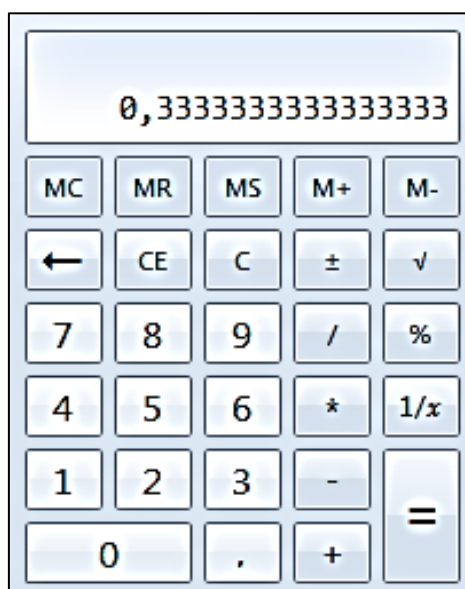 0,3333333333333333
MC MR MS M+ M-
← CE C ± √
7 8 9 / %
4 5 6 * 1/x
1 2 3 - =
0 , +